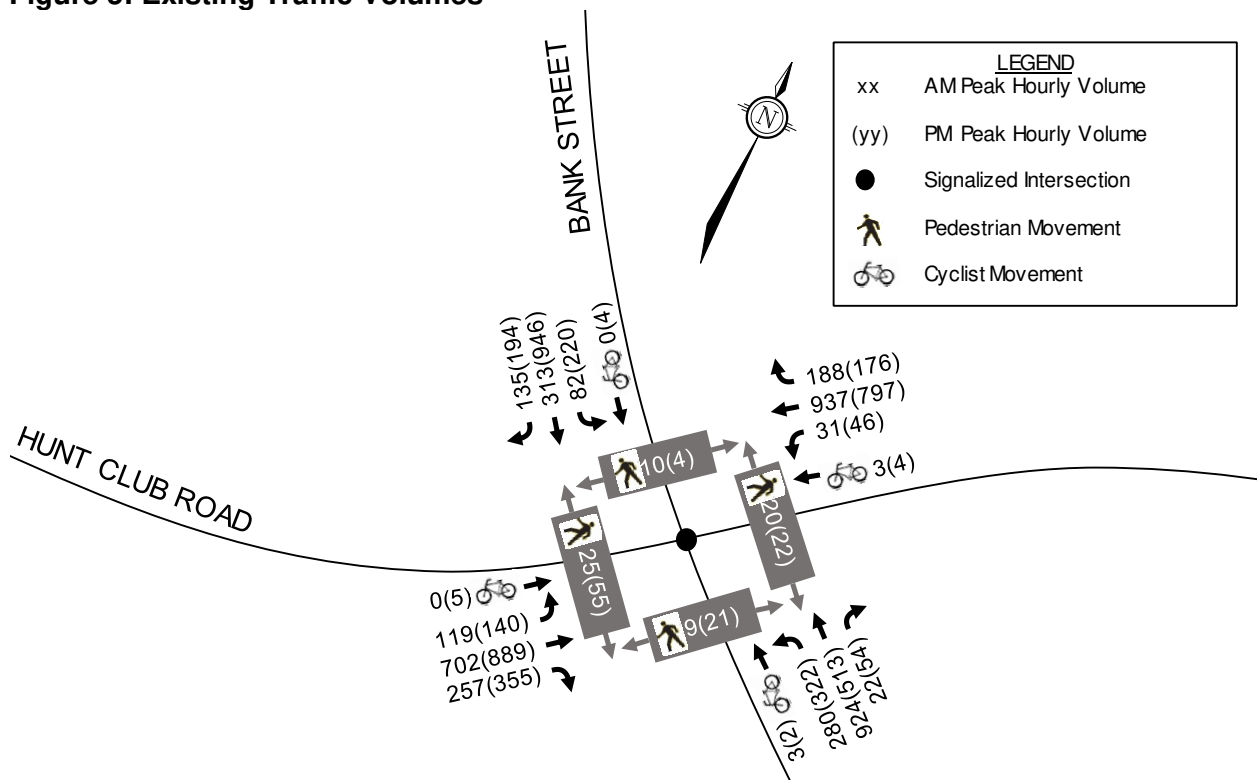 Figure 3: Existing Traffic Volumes
LEGEND
xx AM Peak Hourly Volume
(yy) PM Peak Hourly Volume
Signalized Intersection
Pedestrian Movement
Cyclist Movement
N
BANK STREET
HUNT CLUB ROAD
135(194)
313(946)
82(220)
0(4)
188(176)
937(797)
31(46)
3(4)
10(4)
20(22)
25(55)
9(21)
0(5)
119(140)
702(889)
257(355)
3(2)
280(322)
924(513)
22(54)